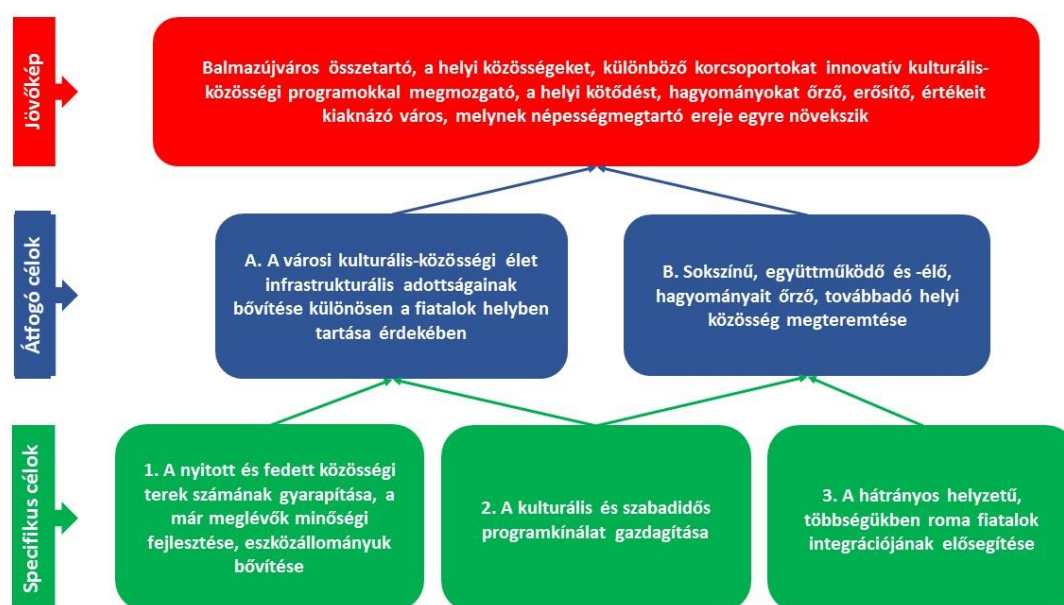 Jövőkép
Balmazújváros összetartó, a helyi közösségeket, különböző korcsoportokat innovatív kulturális-
közösségi programokkal megmozgató, a helyi kötődést, hagyományokat őrző, erősítő, értékeit
kiaknázó város, melynek népességmegtartó ereje egyre növekszik
Átfogó célok
A. A városi kulturális-közösségi élet
infrastrukturális adottságainak
bővítése különösen a fiatalok helyben
tartása érdekében
B. Sokszínű, együttműködő és -élő,
hagyományait őrző, továbbadó helyi
közösség megteremtése
Specifikus célok
1. A nyitott és fedett közösségi
terek számának gyarapítása, a
már meglévők minőségi
fejlesztése, eszközállományuk
bővítése
2. A kulturális és szabadidős
programkínálat gazdagítása
3. A hátrányos helyzetű,
többségükben roma fiatalok
integrációjának elősegítése